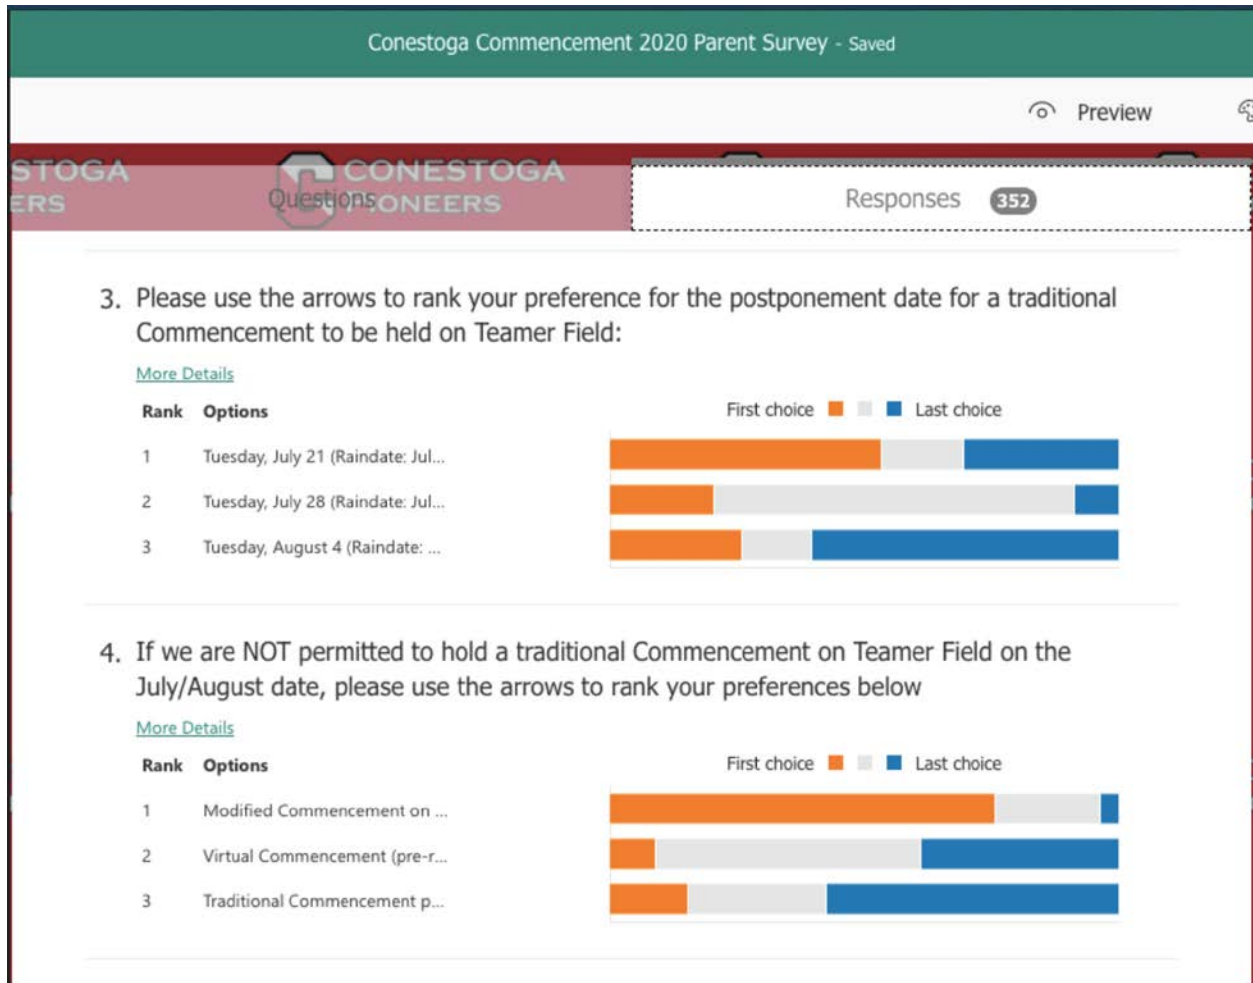 Conestoga Commencement 2020 Parent Survey - Saved
Preview
STOGA
ERS
CONESTOGA
PIONEERS
Questions
Responses 352
3. Please use the arrows to rank your preference for the postponement date for a traditional
Commencement to be held on Teamer Field:
More Details
Rank Options
First choice Last choice
1 Tuesday, July 21 (Raindate: Jul...
2 Tuesday, July 28 (Raindate: Jul...
3 Tuesday, August 4 (Raindate: ...
4. If we are NOT permitted to hold a traditional Commencement on Teamer Field on the
July/August date, please use the arrows to rank your preferences below
More Details
Rank Options
First choice Last choice
1 Modified Commencement on ...
2 Virtual Commencement (pre-r...
3 Traditional Commencement p...